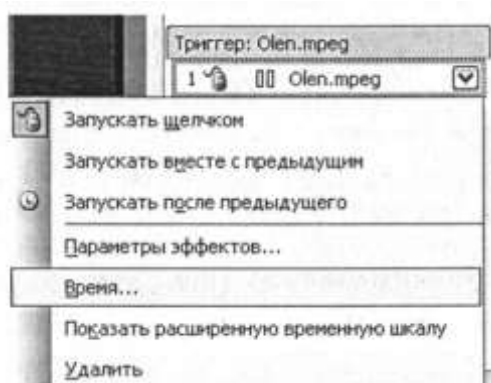 Триггер: Olen.mpeg
1 Olen.mpeg
Запускать щелчком
Запускать вместе с предыдущим
Запускать после предыдущего
Параметры эффектов...
Время...
Показать расширенную временную шкалу
Удалить